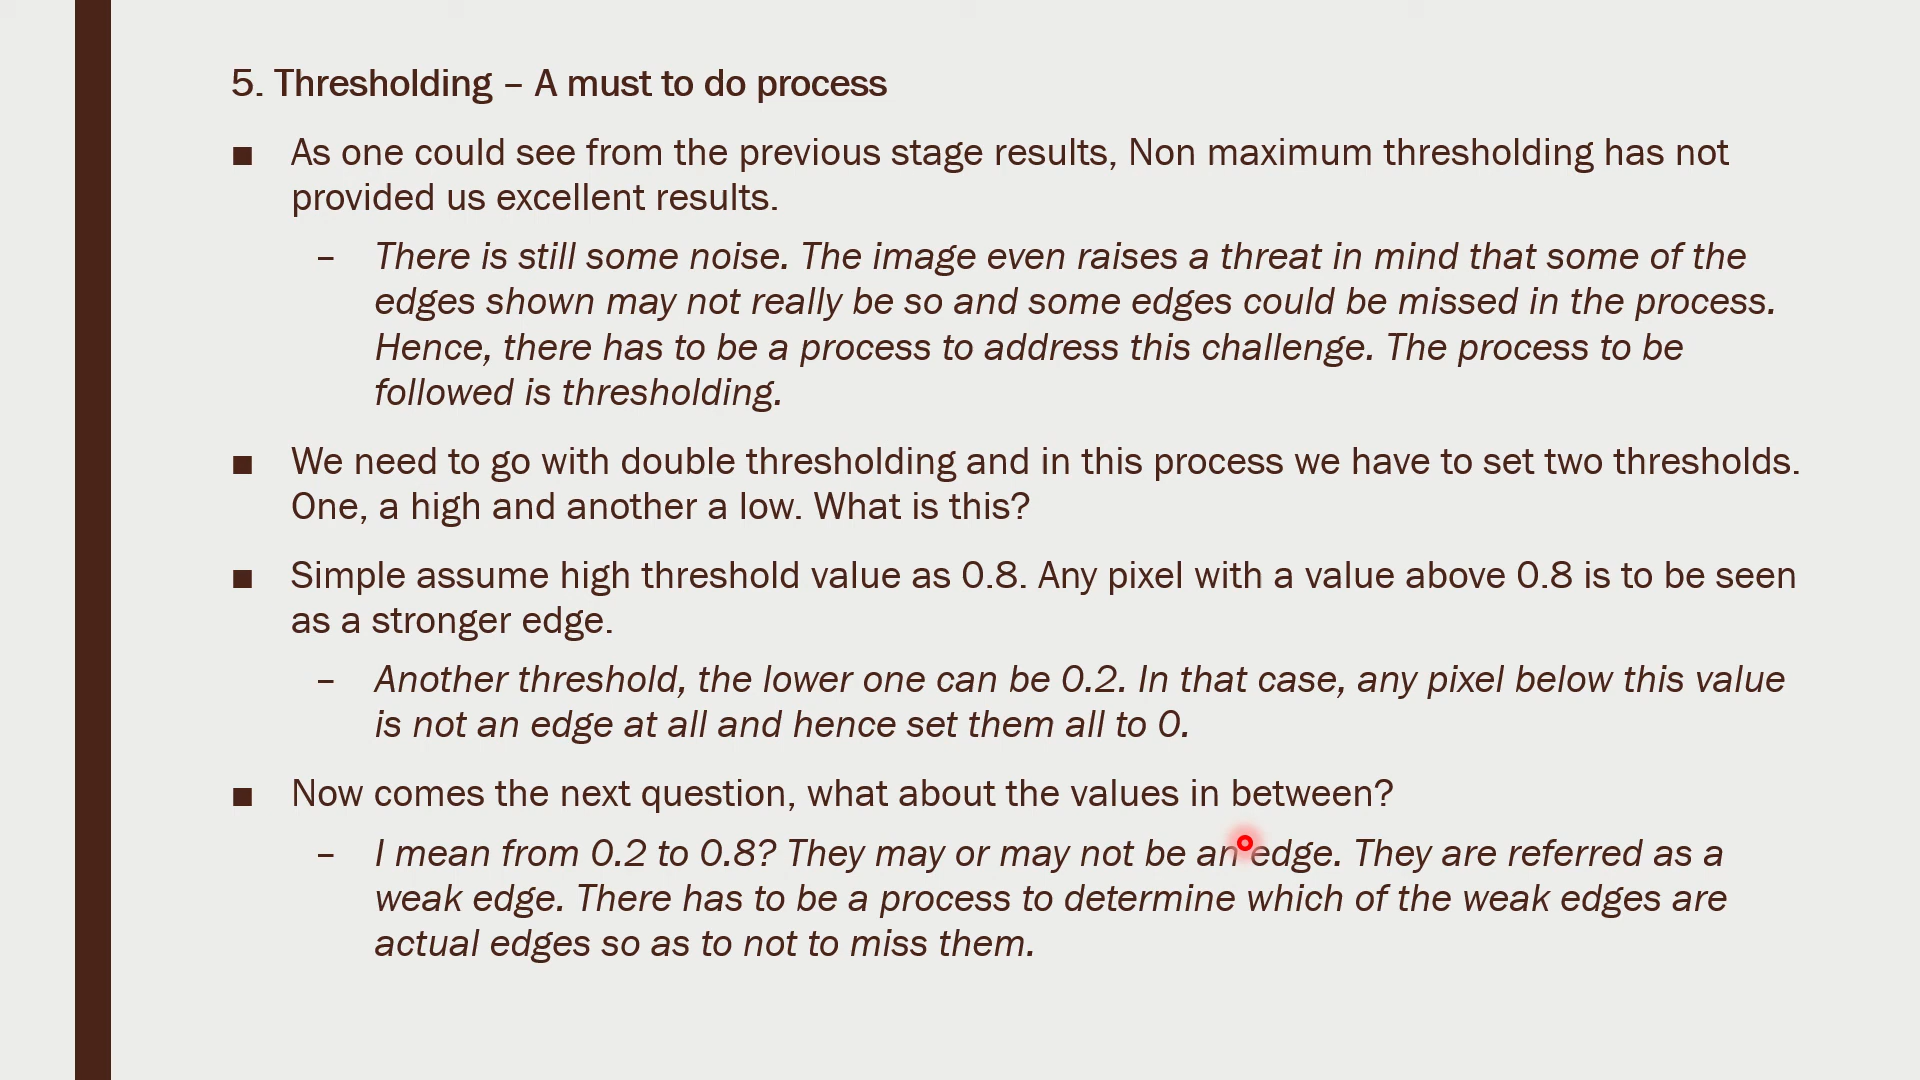 5. Thresholding – A must to do process
■ As one could see from the previous stage results, Non maximum thresholding has not
provided us excellent results.
– There is still some noise. The image even raises a threat in mind that some of the
edges shown may not really be so and some edges could be missed in the process.
Hence, there has to be a process to address this challenge. The process to be
followed is thresholding.
■ We need to go with double thresholding and in this process we have to set two thresholds.
One, a high and another a low. What is this?
■ Simple assume high threshold value as 0.8. Any pixel with a value above 0.8 is to be seen
as a stronger edge.
– Another threshold, the lower one can be 0.2. In that case, any pixel below this value
is not an edge at all and hence set them all to 0.
■ Now comes the next question, what about the values in between?
– I mean from 0.2 to 0.8? They may or may not be an edge. They are referred as a
weak edge. There has to be a process to determine which of the weak edges are
actual edges so as to not to miss them.